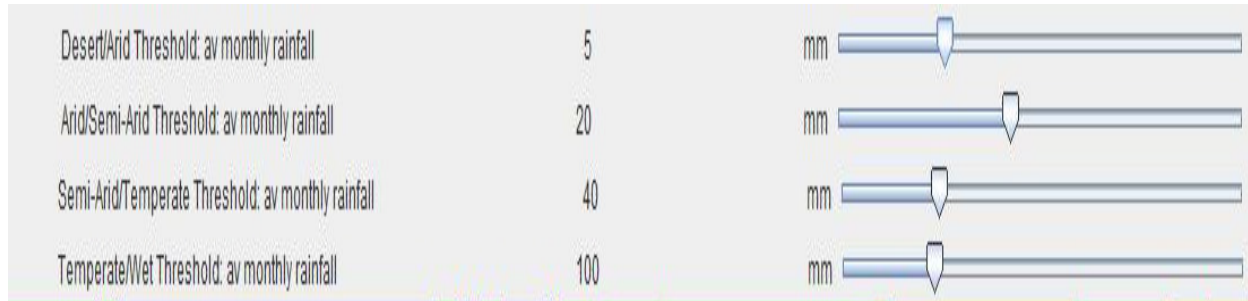 Desert/Arid Threshold: av monthly rainfall 5 mm
Arid/Semi-Arid Threshold: av monthly rainfall 20 mm
Semi-Arid/Temperate Threshold: av monthly rainfall 40 mm
Temperate/Wet Threshold: av monthly rainfall 100 mm